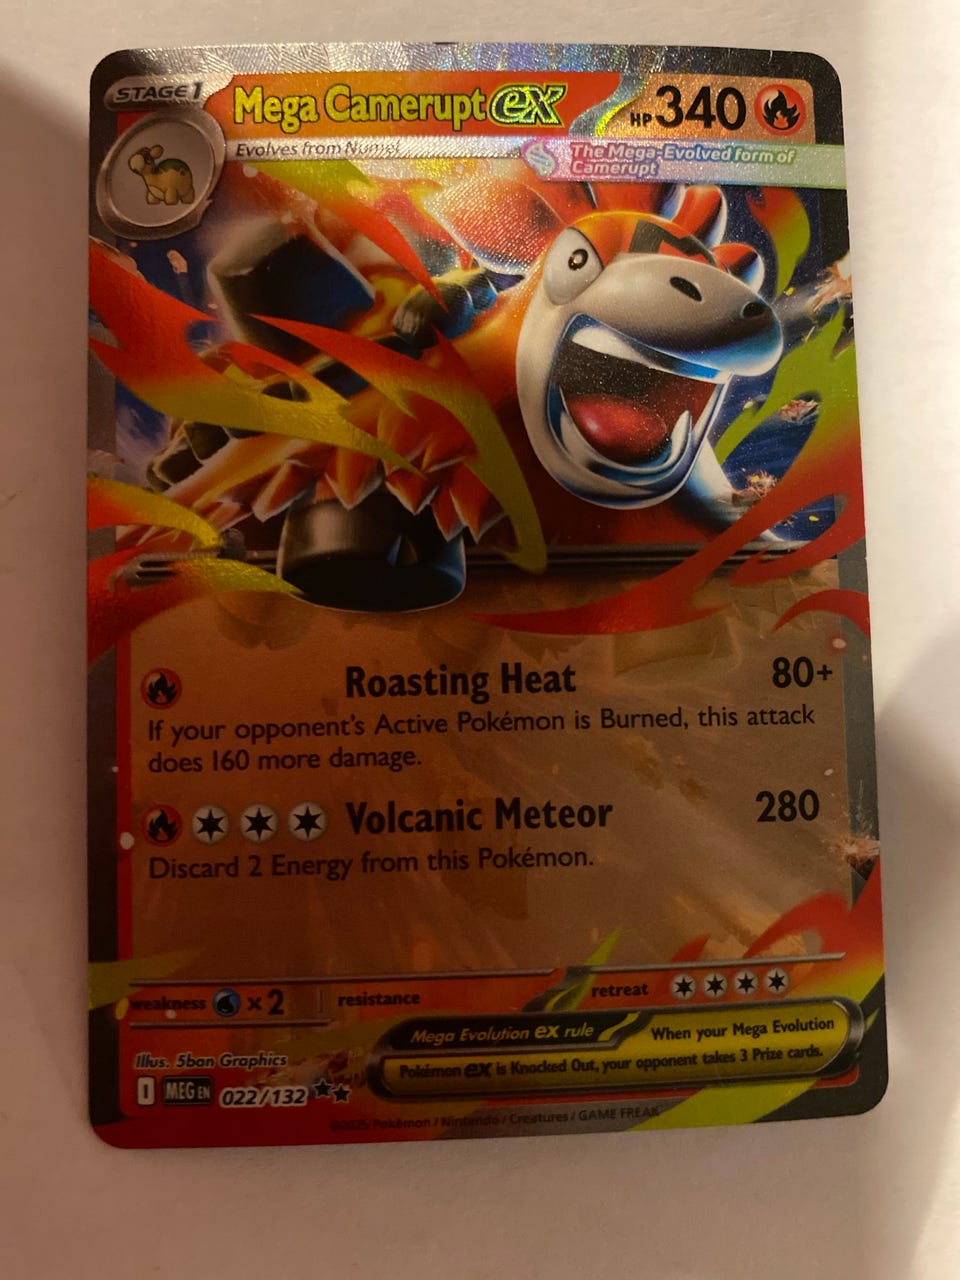 STAGE 1
Mega Camerupt ex
HP 340
Evolves from Numel
The Mega-Evolved form of
Camerupt
Roasting Heat 80+
If your opponent's Active Pokémon is Burned, this attack
does 160 more damage.
Volcanic Meteor 280
Discard 2 Energy from this Pokémon.
weakness ×2 resistance retreat
Mega Evolution ex rule When your Mega Evolution
Pokémon ex is Knocked Out, your opponent takes 3 Prize cards.
Illus. 5ban Graphics
I MEG EN 022/132
©2025 Pokémon / Nintendo / Creatures / GAME FREAK